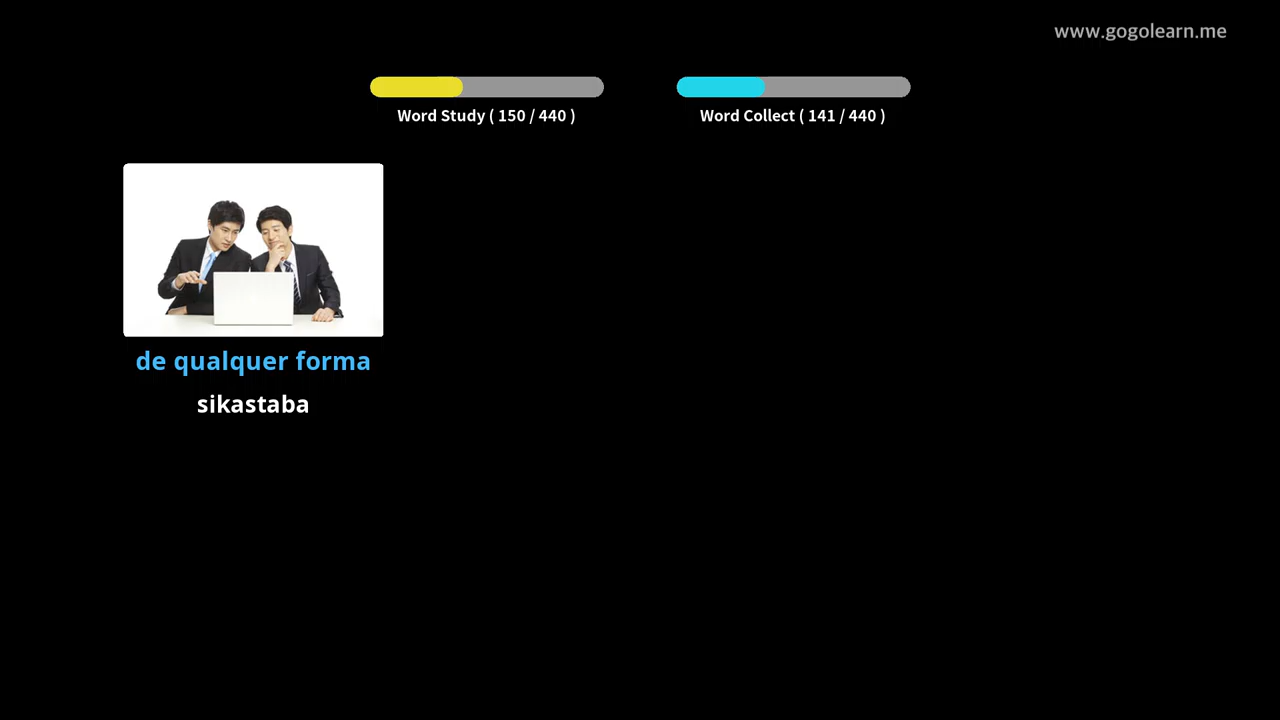 www.gogolearn.me
Word Study ( 150 / 440 )
Word Collect ( 141 / 440 )
de qualquer forma
sikastaba